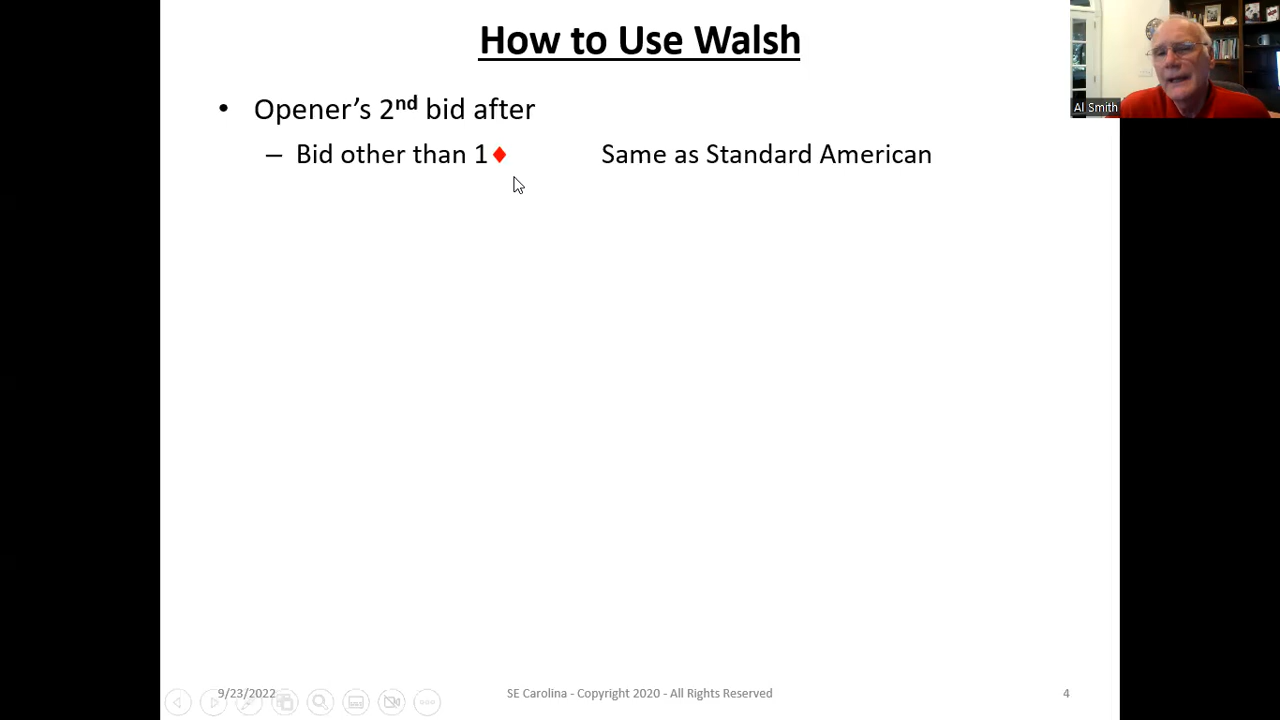 How to Use Walsh
Al Smith
• Opener's 2nd bid after
– Bid other than 1♦ Same as Standard American
9/23/2022 SE Carolina - Copyright 2020 - All Rights Reserved 4